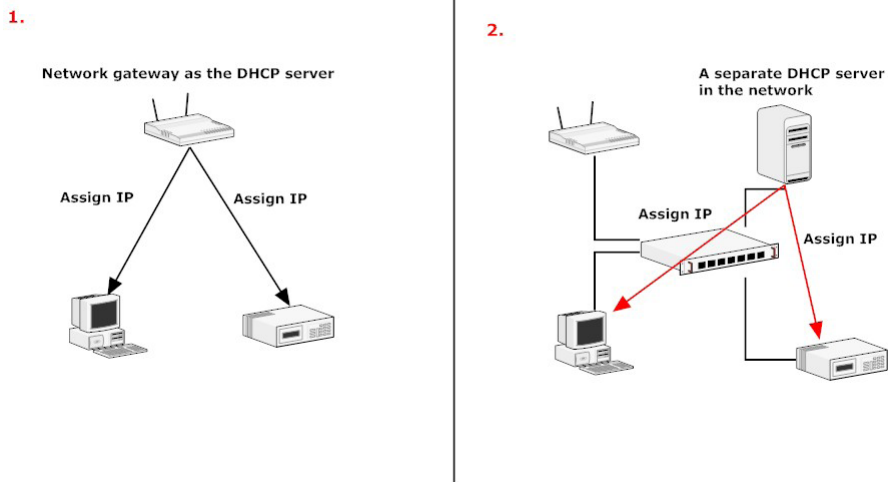 1.
Network gateway as the DHCP server
Assign IP
Assign IP
2.
A separate DHCP server
in the network
Assign IP
Assign IP